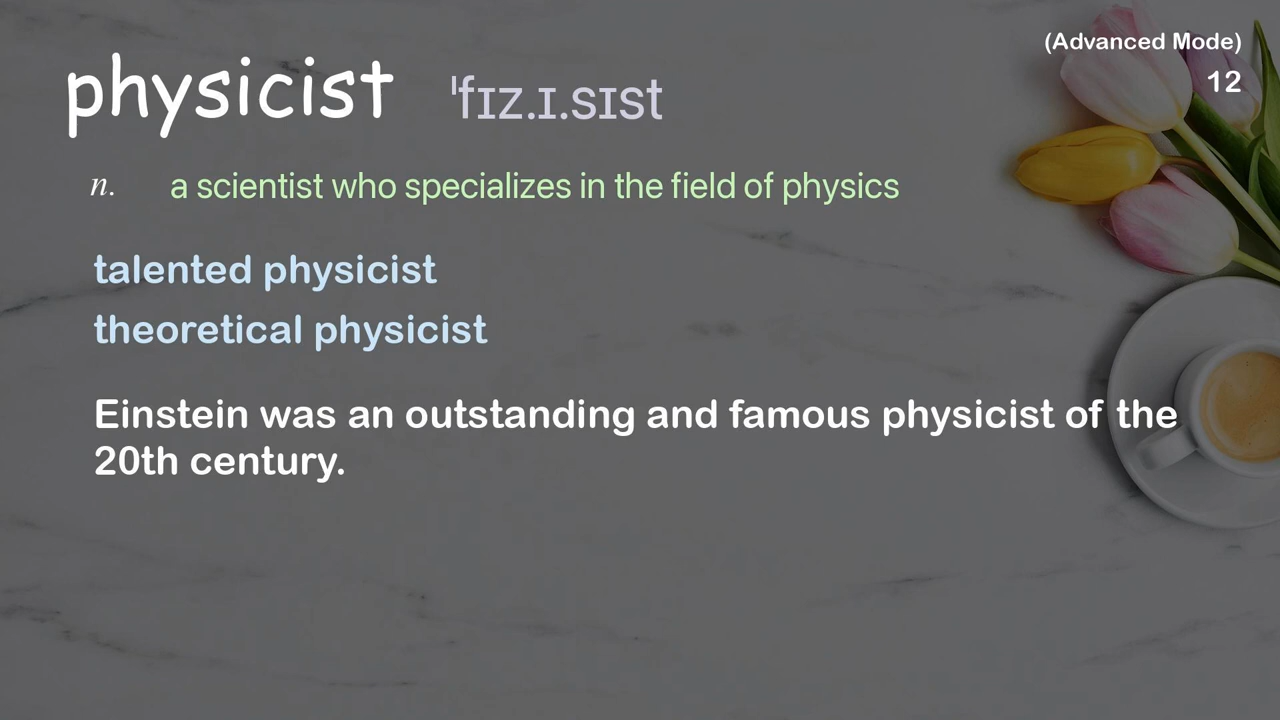 (Advanced Mode)
12
physicist ˈfɪz.ɪ.sɪst
n. a scientist who specializes in the field of physics
talented physicist
theoretical physicist
Einstein was an outstanding and famous physicist of the
20th century.